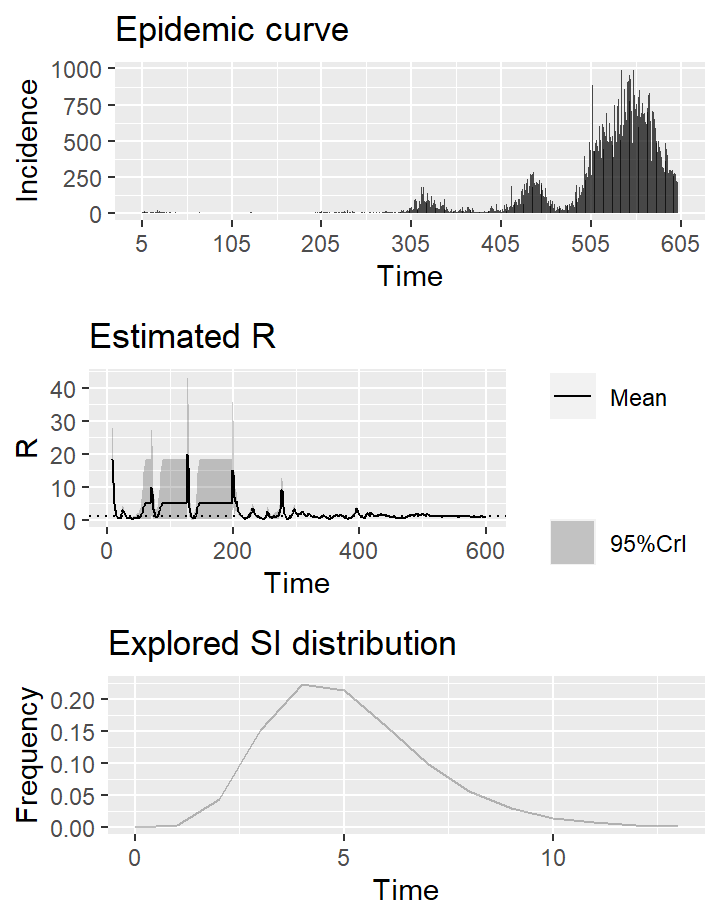 Epidemic curve
Incidence
1000
750
500
250
0
5 105 205 305 405 505 605
Time
Estimated R
R
40
30
20
10
0
0 200 400 600
Time
Mean
95%CrI
Explored SI distribution
Frequency
0.20
0.15
0.10
0.05
0.00
0 5 10
Time